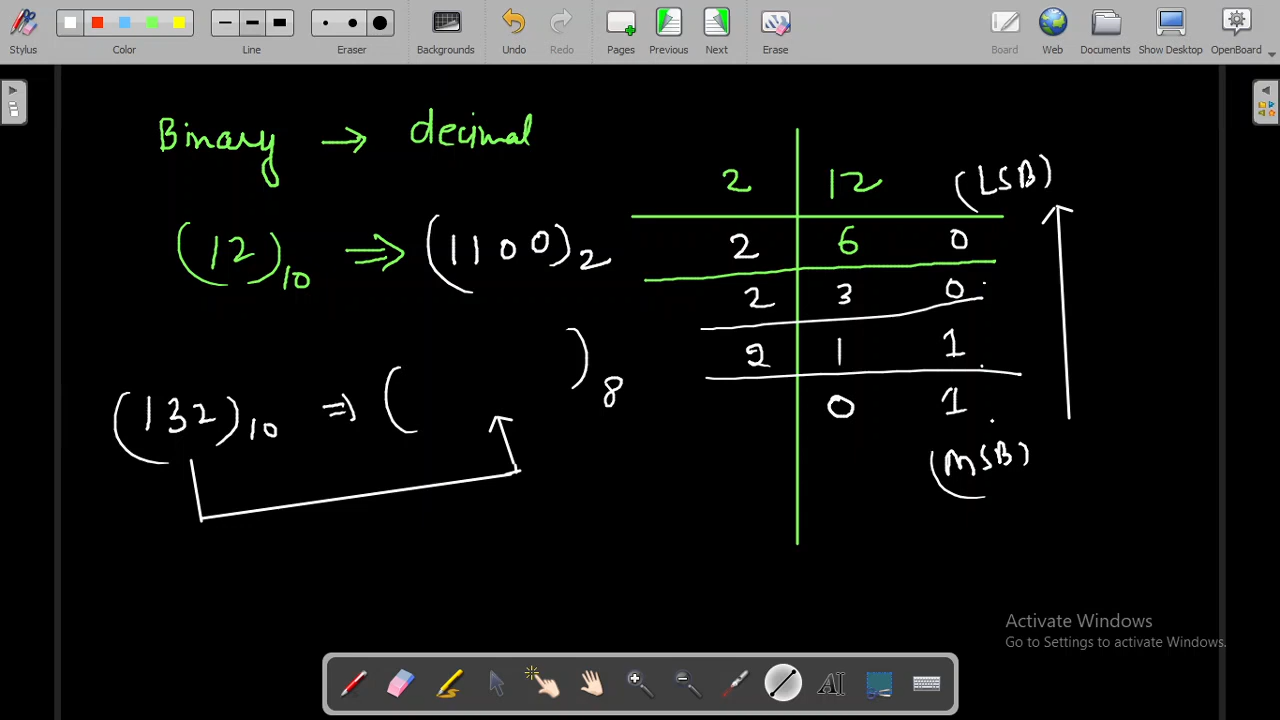 Stylus Color Line Eraser Backgrounds Undo Redo Pages Previous Next Erase Board Web Documents Show Desktop OpenBoard
Binary → decimal
(12)10 ⇒ (1100)2
(132)10 ⇒ ( )8
2 12 (LSB)
2 6 0
2 3 0
2 1 1
0 1
(MSB)
Activate Windows
Go to Settings to activate Windows.
AI